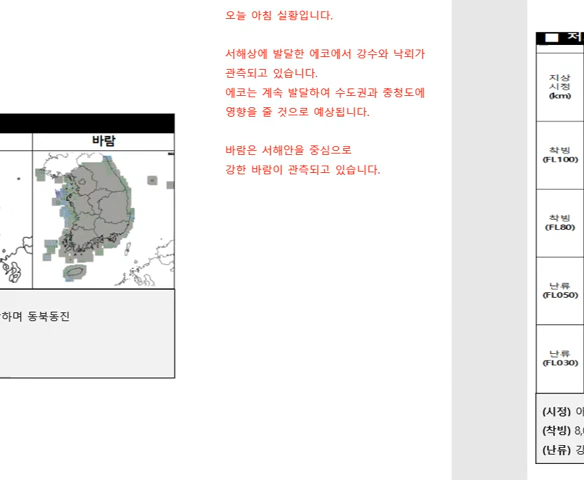 오늘 아침 실황입니다.
서해상에 발달한 에코에서 강수와 낙뢰가
관측되고 있습니다.
에코는 계속 발달하여 수도권과 충청도에
영향을 줄 것으로 예상됩니다.
바람은 서해안을 중심으로
강한 바람이 관측되고 있습니다.
바람
하며 동북동진
■ 저
지상
시정
(km)
착빙
(FL100)
착빙
(FL80)
난류
(FL050)
난류
(FL030)
(시정)
(착빙) 8,
(난류) 강